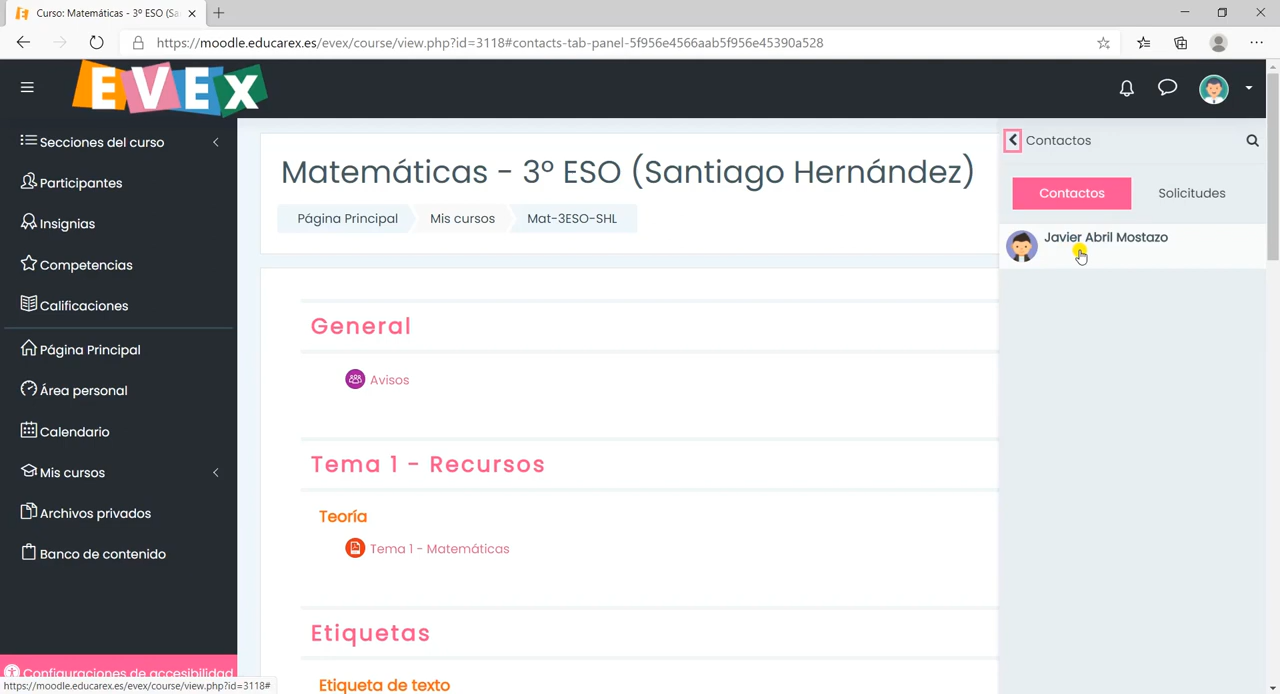 Curso: Matemáticas - 3º ESO (Sa
https://moodle.educarex.es/evex/course/view.php?id=3118#contacts-tab-panel-5f956e4566aab5f956e45390a528
EVEX
Secciones del curso
Participantes
Insignias
Competencias
Calificaciones
Página Principal
Área personal
Calendario
Mis cursos
Archivos privados
Banco de contenido
Configuraciones de accesibilidad
https://moodle.educarex.es/evex/course/view.php?id=3118#
Matemáticas - 3º ESO (Santiago Hernández)
Página Principal Mis cursos Mat-3ESO-SHL
General
Avisos
Tema 1 - Recursos
Teoría
Tema 1 - Matemáticas
Etiquetas
Etiqueta de texto
Contactos
Contactos Solicitudes
Javier Abril Mostazo